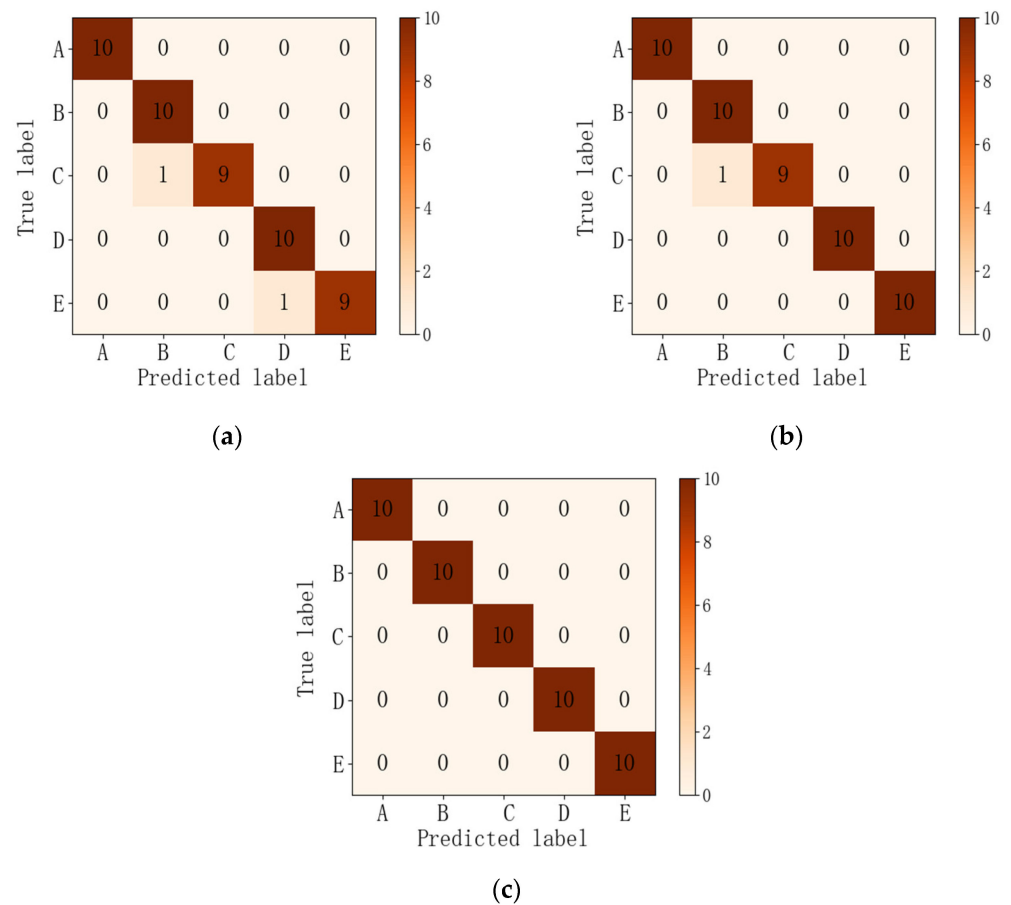 A 10 0 0 0 0
B 0 10 0 0 0
C 0 1 9 0 0
D 0 0 0 10 0
E 0 0 0 1 9
A B C D E
Predicted label
True label
10
8
6
4
2
0
(a)
A 10 0 0 0 0
B 0 10 0 0 0
C 0 1 9 0 0
D 0 0 0 10 0
E 0 0 0 0 10
A B C D E
Predicted label
True label
10
8
6
4
2
0
(b)
A 10 0 0 0 0
B 0 10 0 0 0
C 0 0 10 0 0
D 0 0 0 10 0
E 0 0 0 0 10
A B C D E
Predicted label
True label
10
8
6
4
2
0
(c)